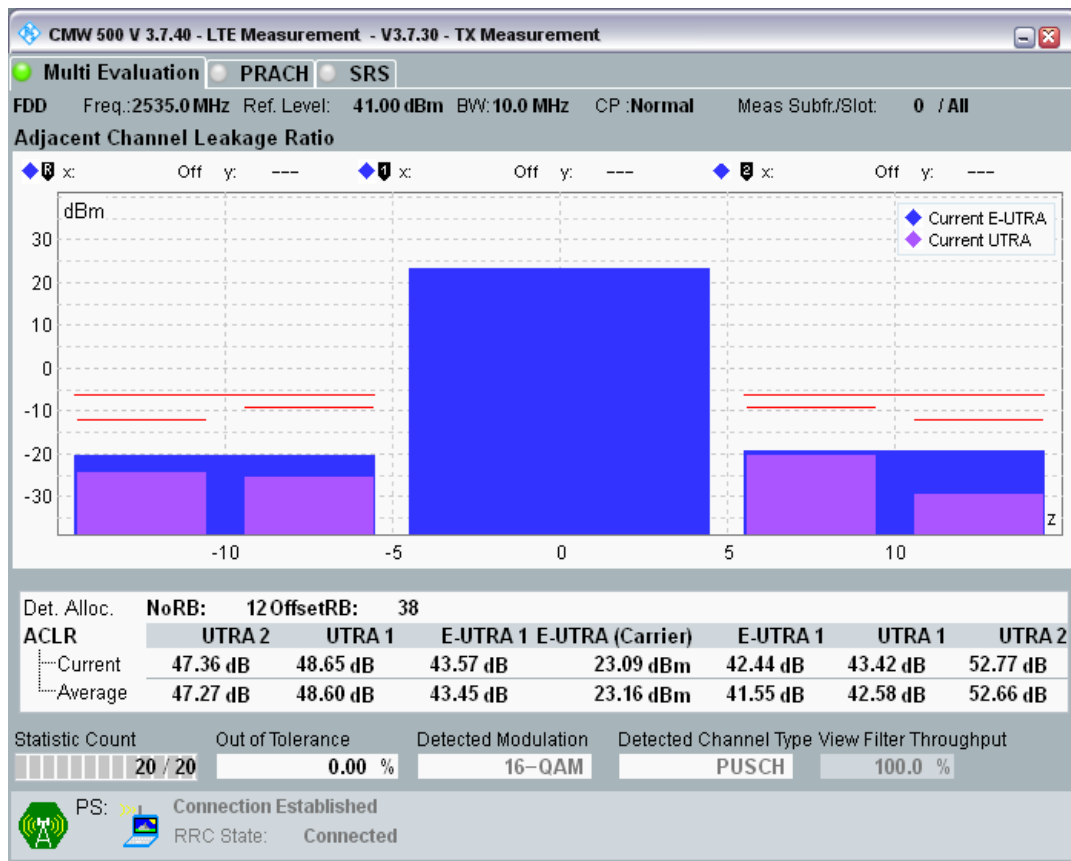 CMW 500 V 3.7.40 - LTE Measurement - V3.7.30 - TX Measurement
Multi Evaluation PRACH SRS
FDD Freq.:2535.0 MHz Ref. Level: 41.00 dBm BW:10.0 MHz CP :Normal Meas Subfr./Slot: 0 / All
Adjacent Channel Leakage Ratio
R x: Off y: --- 1 x: Off y: --- 2 x: Off y: ---
dBm
Current E-UTRA
Current UTRA
30
20
10
0
-10
-20
-30
z
-10 -5 0 5 10
Det. Alloc. NoRB: 12 OffsetRB: 38
ACLR UTRA 2 UTRA 1 E-UTRA 1 E-UTRA (Carrier) E-UTRA 1 UTRA 1 UTRA 2
Current 47.36 dB 48.65 dB 43.57 dB 23.09 dBm 42.44 dB 43.42 dB 52.77 dB
Average 47.27 dB 48.60 dB 43.45 dB 23.16 dBm 41.55 dB 42.58 dB 52.66 dB
Statistic Count Out of Tolerance Detected Modulation Detected Channel Type View Filter Throughput
20 / 20 0.00 % 16-QAM PUSCH 100.0 %
PS: Connection Established
RRC State: Connected